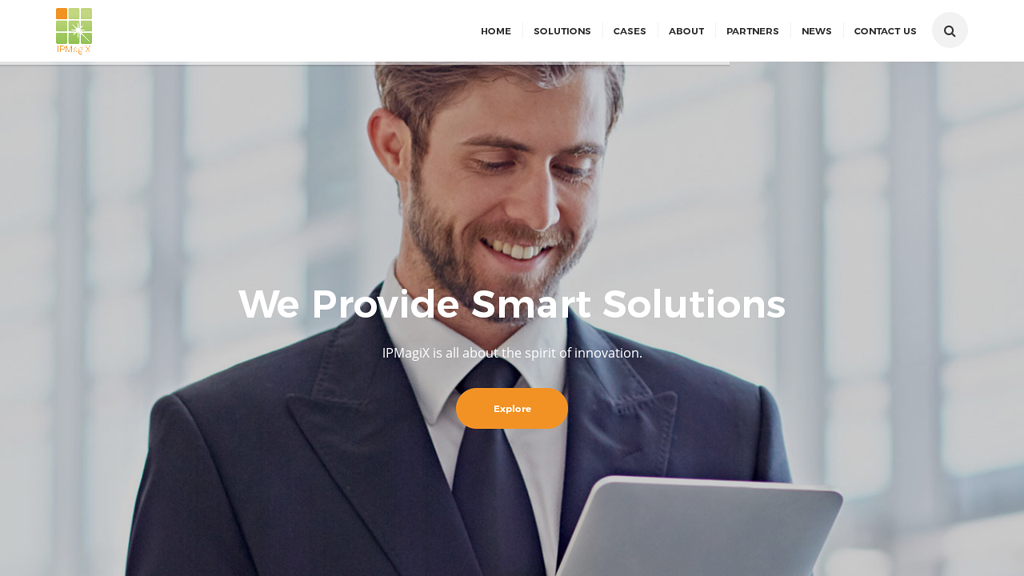 IPMagiX
HOME
SOLUTIONS
CASES
ABOUT
PARTNERS
NEWS
CONTACT US
We Provide Smart Solutions
IPMagiX is all about the spirit of innovation.
Explore